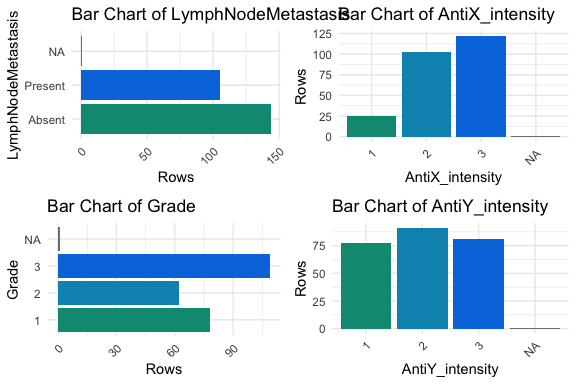 Bar Chart of LymphNodeMetastasis
LymphNodeMetastasis
NA
Present
Absent
0
50
100
150
Rows
Bar Chart of AntiX_intensity
Rows
125
100
75
50
25
0
1
2
3
NA
AntiX_intensity
Bar Chart of Grade
Grade
NA
3
2
1
0
30
60
90
Rows
Bar Chart of AntiY_intensity
Rows
75
50
25
0
1
2
3
NA
AntiY_intensity